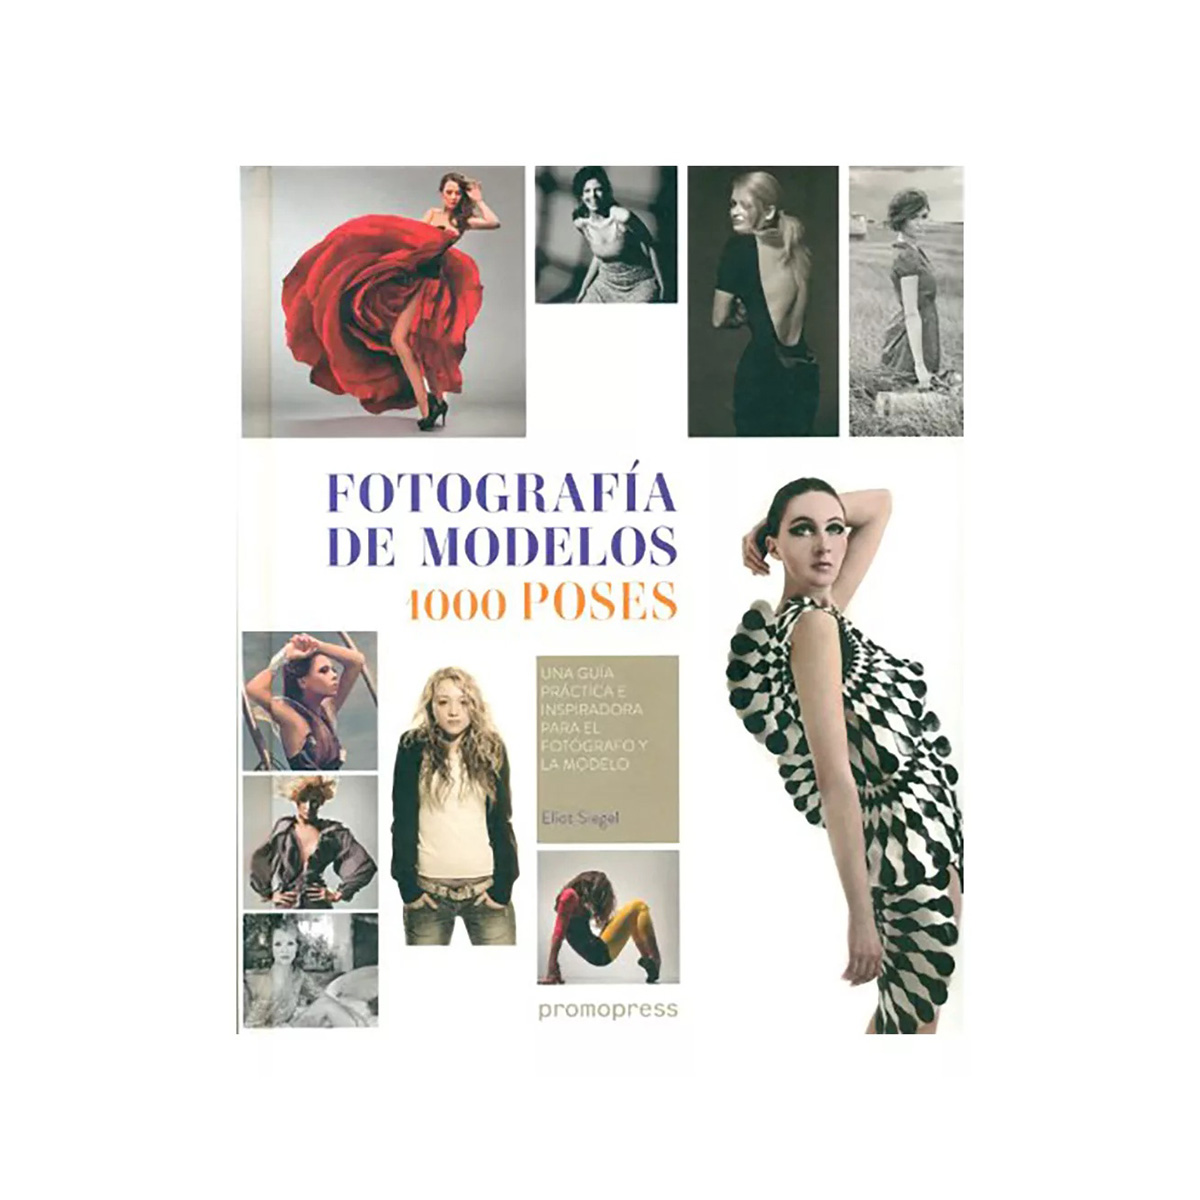 FOTOGRAFÍA
DE MODELOS
1000 POSES
UNA GUÍA
PRÁCTICA E
INSPIRADORA
PARA EL
FOTÓGRAFO Y
LA MODELO
Eliot Siegel
promopress